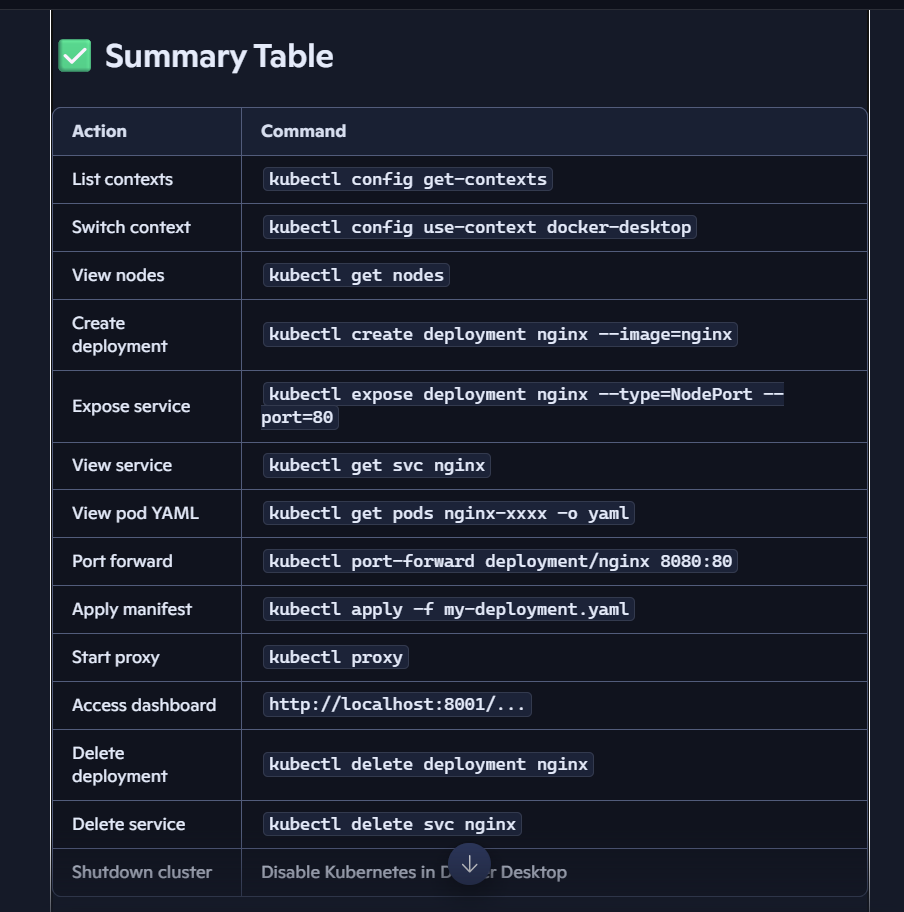 ✅ Summary Table
Action Command
List contexts kubectl config get-contexts
Switch context kubectl config use-context docker-desktop
View nodes kubectl get nodes
Create
deployment
kubectl create deployment nginx --image=nginx
Expose service
kubectl expose deployment nginx --type=NodePort --
port=80
View service kubectl get svc nginx
View pod YAML kubectl get pods nginx-xxxx -o yaml
Port forward kubectl port-forward deployment/nginx 8080:80
Apply manifest kubectl apply -f my-deployment.yaml
Start proxy kubectl proxy
Access dashboard http://localhost:8001/...
Delete
deployment
kubectl delete deployment nginx
Delete service kubectl delete svc nginx
Shutdown cluster Disable Kubernetes in Docker Desktop